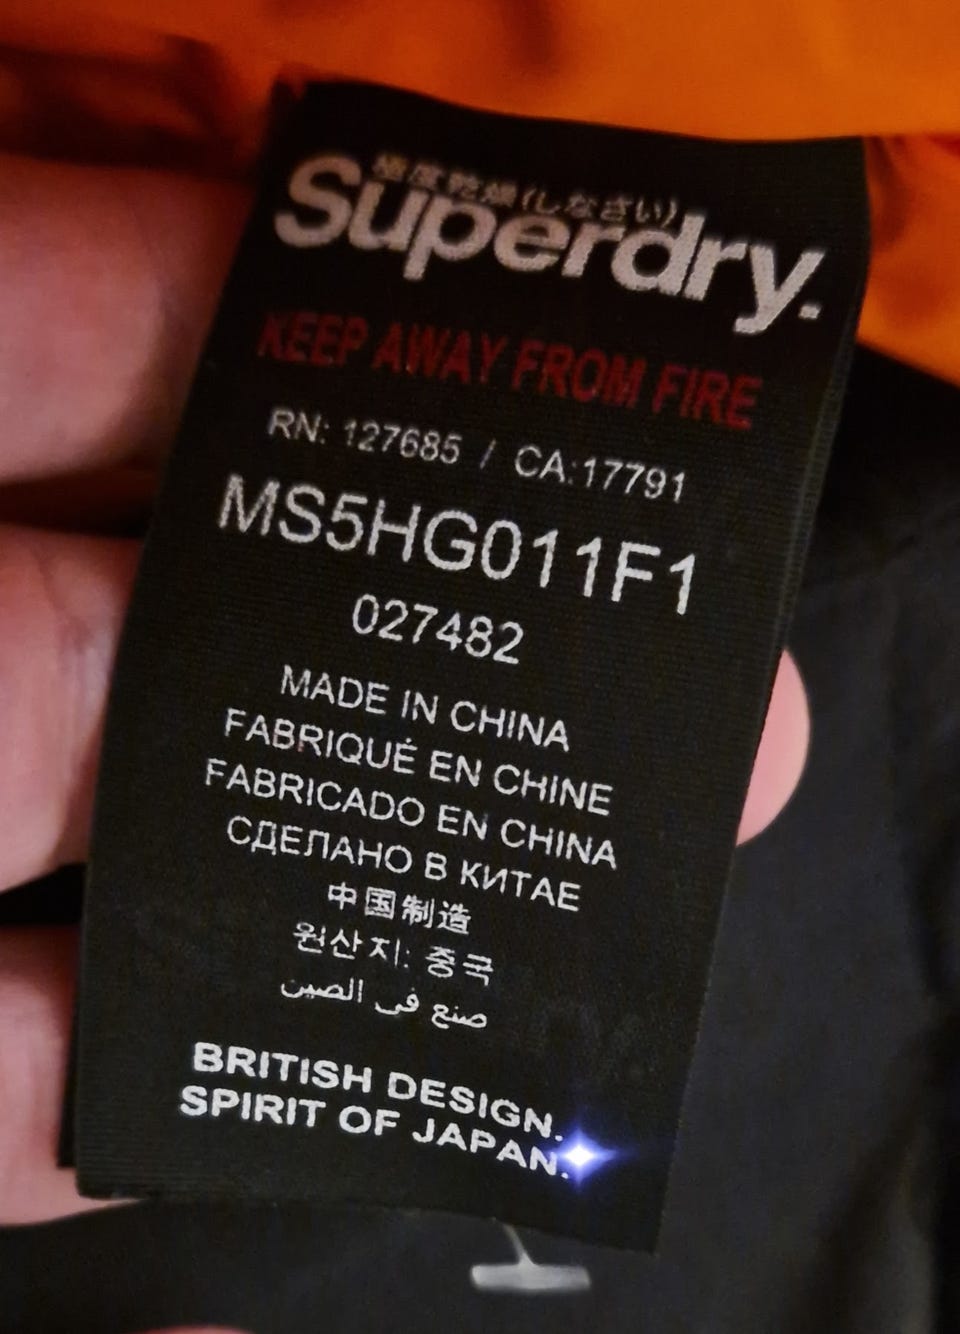 極度乾燥(しなさい)
Superdry.
KEEP AWAY FROM FIRE
RN: 127685 / CA:17791
MS5HG011F1
027482
MADE IN CHINA
FABRIQUÉ EN CHINE
FABRICADO EN CHINA
СДЕЛАНО В КИТАЕ
中国制造
원산지: 중국
صنع في الصين
BRITISH DESIGN.
SPIRIT OF JAPAN.